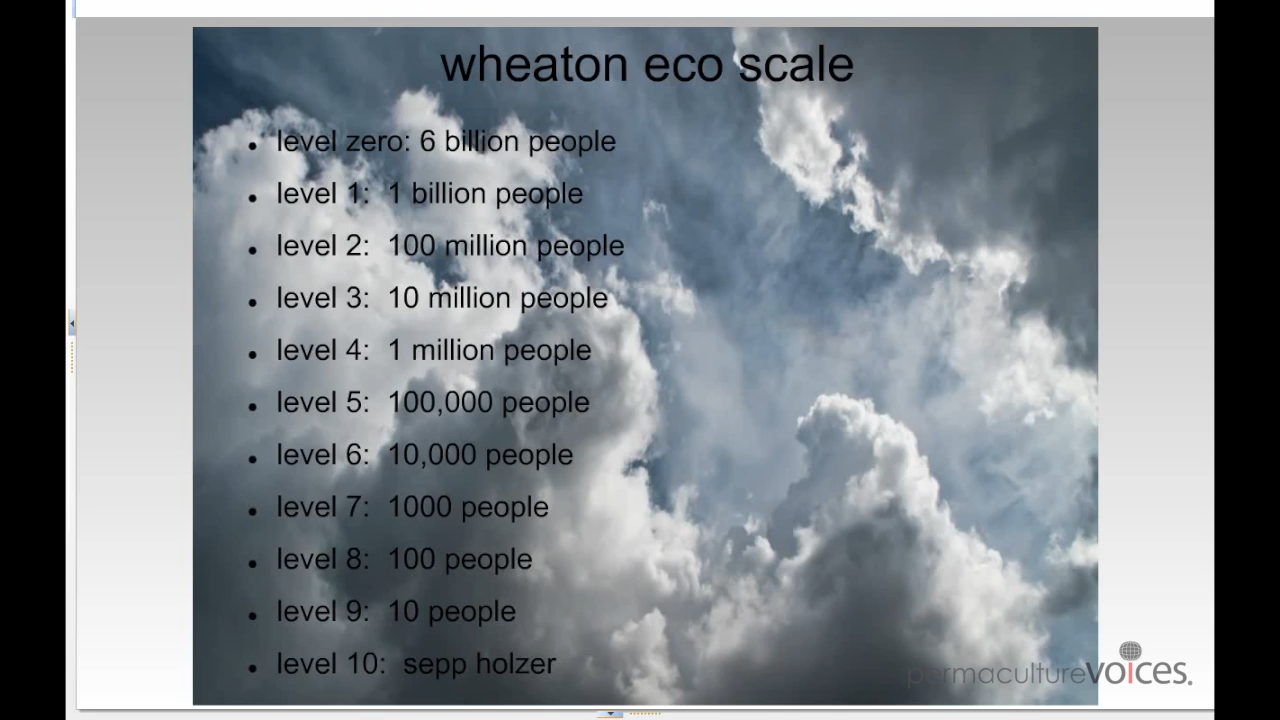 wheaton eco scale
level zero: 6 billion people
level 1: 1 billion people
level 2: 100 million people
level 3: 10 million people
level 4: 1 million people
level 5: 100,000 people
level 6: 10,000 people
level 7: 1000 people
level 8: 100 people
level 9: 10 people
level 10: sepp holzer
permacultureVOICES.